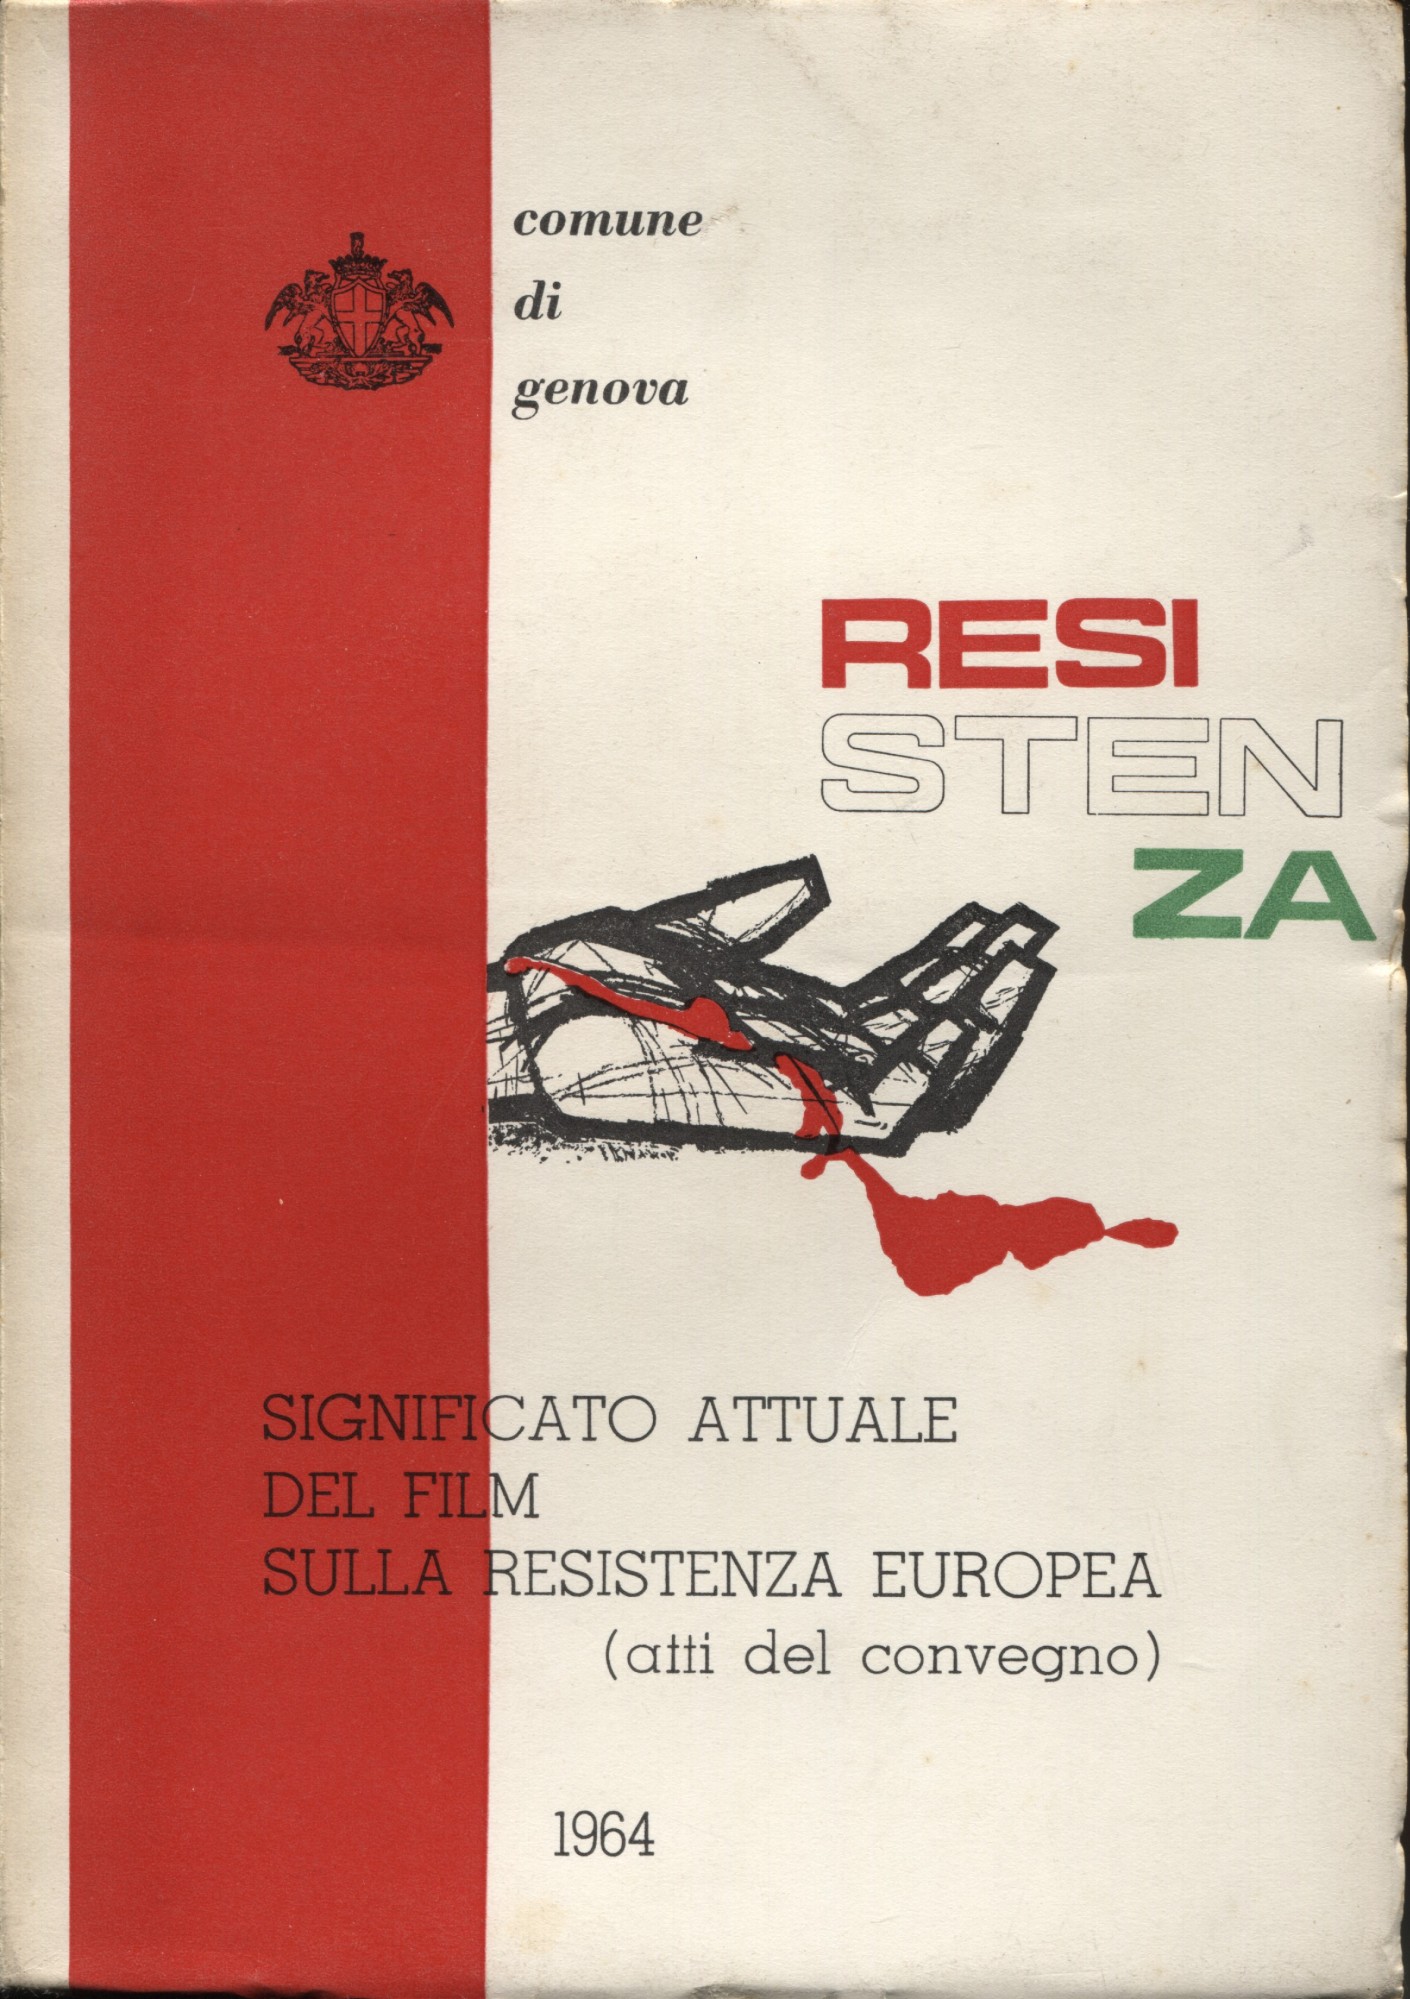 comune
di
genova
RESI
STEN
ZA
SIGNIFICATO ATTUALE
DEL FILM
SULLA RESISTENZA EUROPEA
(atti del convegno)
1964